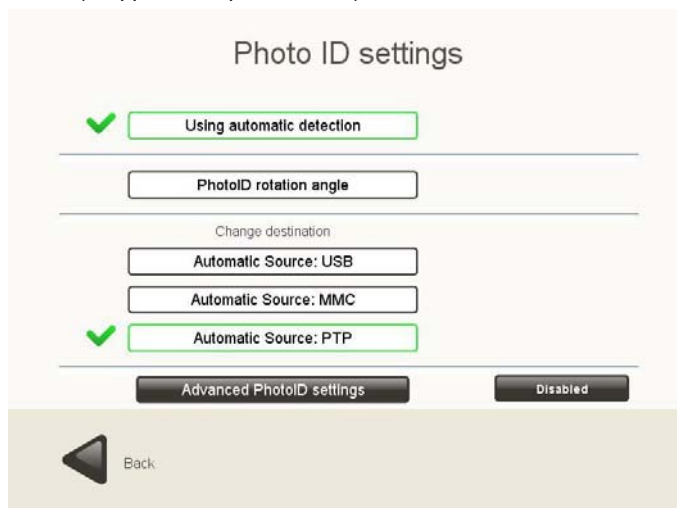 Photo ID settings
Using automatic detection
PhotoID rotation angle
Change destination
Automatic Source: USB
Automatic Source: MMC
Automatic Source: PTP
Advanced PhotoID settings
Disabled
Back